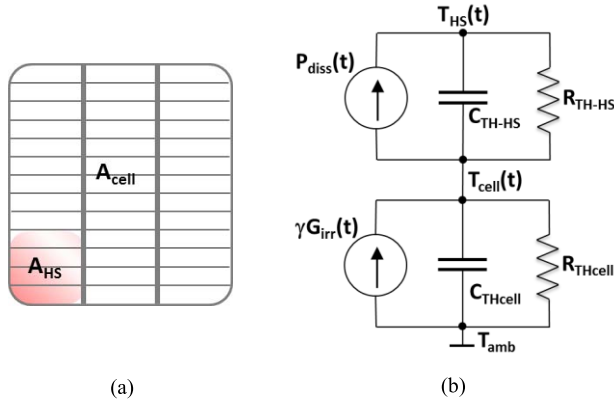 A_cell
A_HS
(a)
T_HS(t)
P_diss(t)
C_TH-HS
R_TH-HS
T_cell(t)
γG_irr(t)
C_THcell
R_THcell
T_amb
(b)